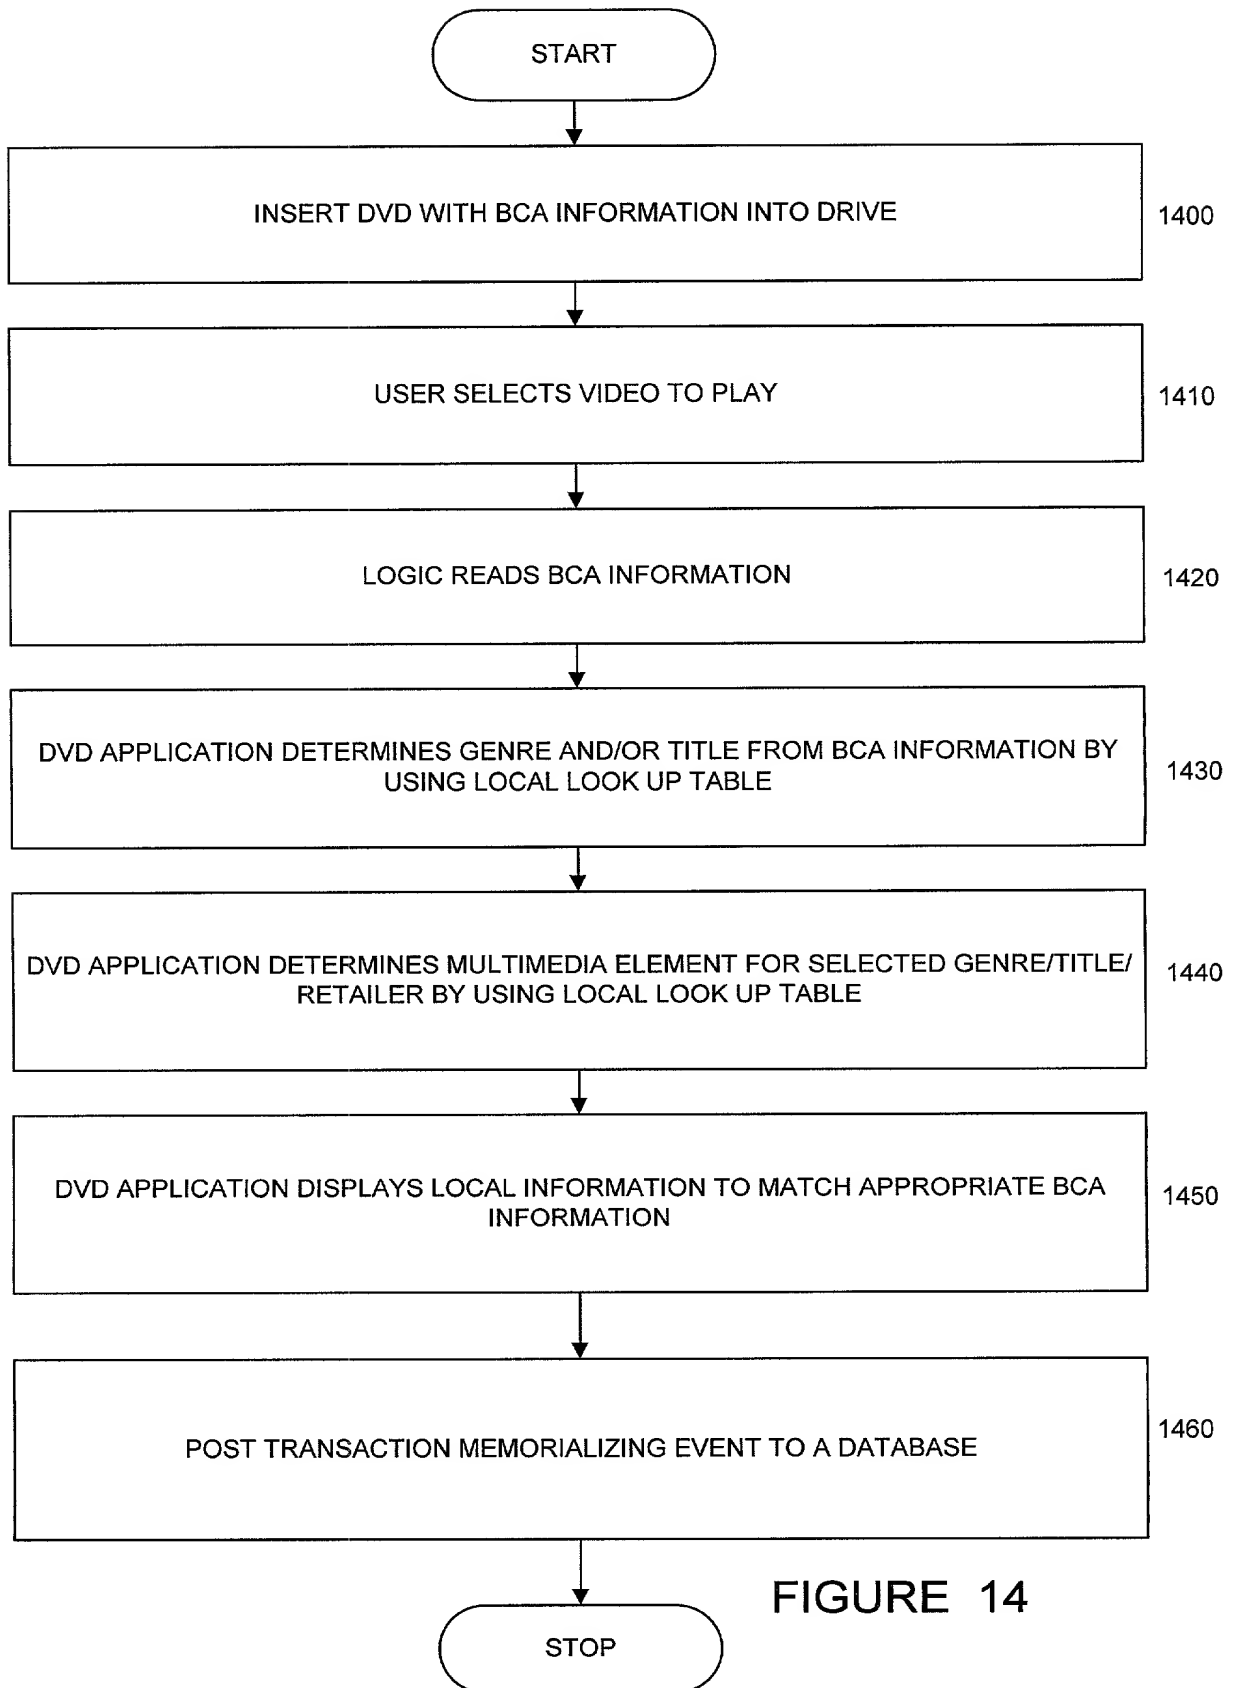 START
INSERT DVD WITH BCA INFORMATION INTO DRIVE
1400
USER SELECTS VIDEO TO PLAY
1410
LOGIC READS BCA INFORMATION
1420
DVD APPLICATION DETERMINES GENRE AND/OR TITLE FROM BCA INFORMATION BY
USING LOCAL LOOK UP TABLE
1430
DVD APPLICATION DETERMINES MULTIMEDIA ELEMENT FOR SELECTED GENRE/TITLE/
RETAILER BY USING LOCAL LOOK UP TABLE
1440
DVD APPLICATION DISPLAYS LOCAL INFORMATION TO MATCH APPROPRIATE BCA
INFORMATION
1450
POST TRANSACTION MEMORIALIZING EVENT TO A DATABASE
1460
FIGURE 14
STOP